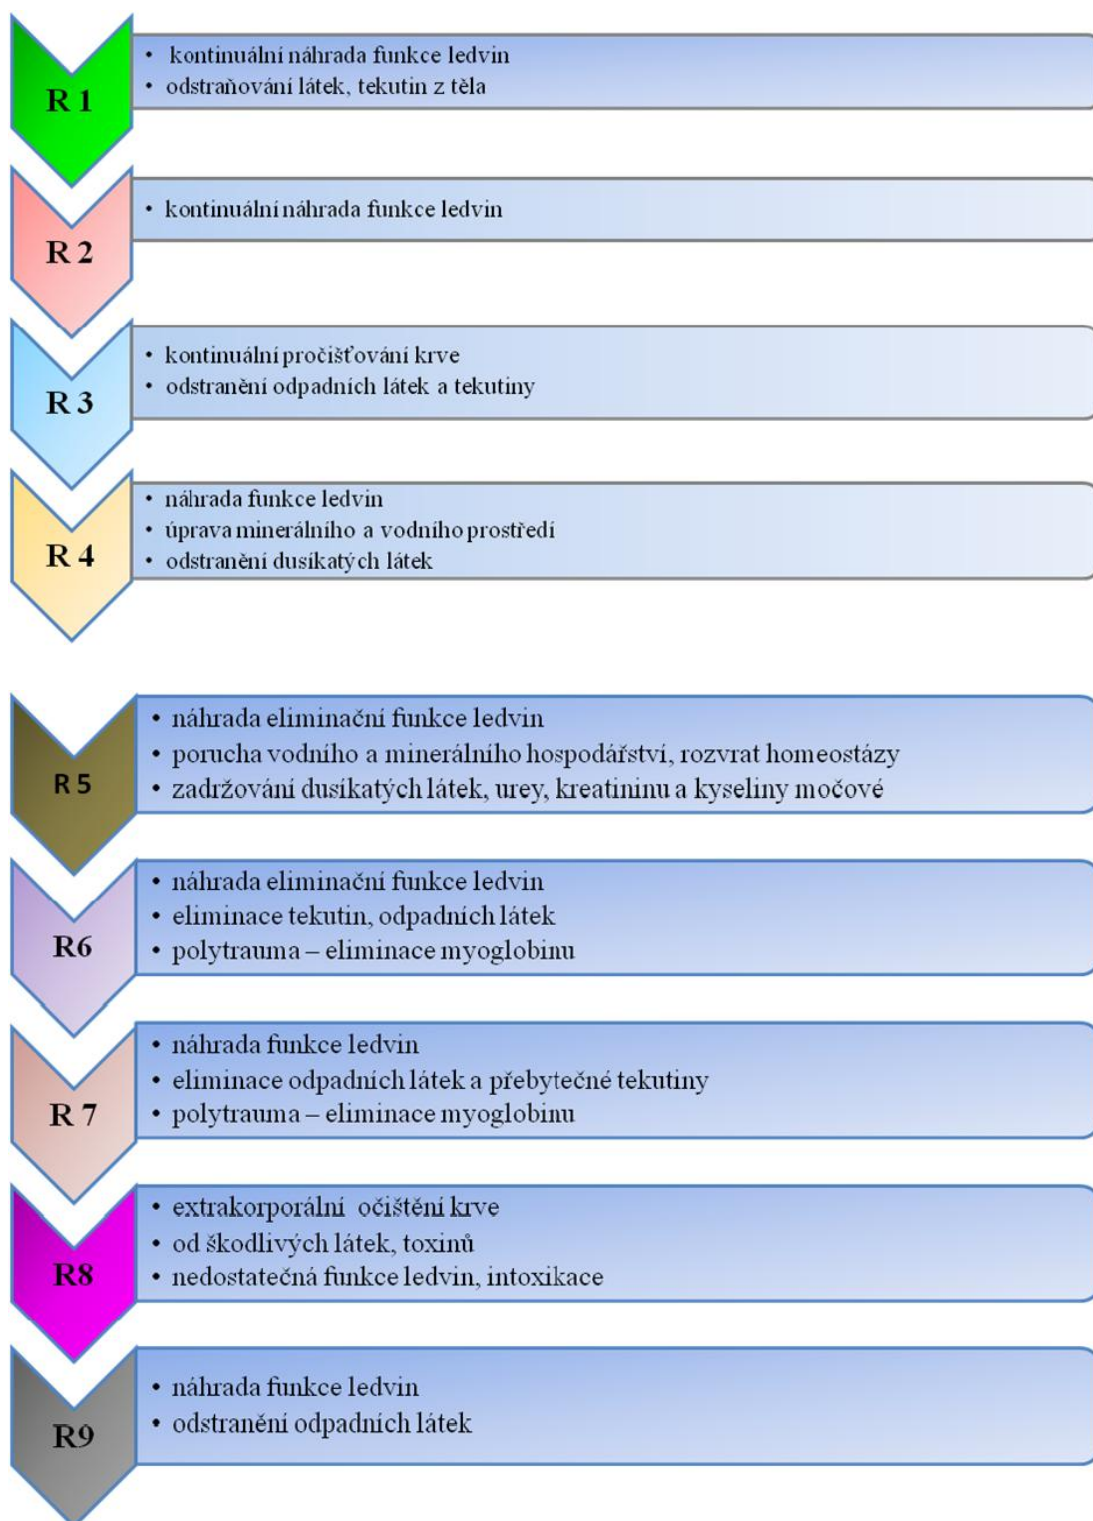 R 1
• kontinuální náhrada funkce ledvin
• odstraňování látek, tekutin z těla
R 2
• kontinuální náhrada funkce ledvin
R 3
• kontinuální pročišťování krve
• odstranění odpadních látek a tekutiny
R 4
• náhrada funkce ledvin
• úprava minerálního a vodního prostředí
• odstranění dusíkatých látek
R 5
• náhrada eliminační funkce ledvin
• porucha vodního a minerálního hospodářství, rozvrat homeostázy
• zadržování dusíkatých látek, urey, kreatininu a kyseliny močové
R6
• náhrada eliminační funkce ledvin
• eliminace tekutin, odpadních látek
• polytrauma – eliminace myoglobinu
R 7
• náhrada funkce ledvin
• eliminace odpadních látek a přebytečné tekutiny
• polytrauma – eliminace myoglobinu
R8
• extrakorporální očištění krve
• od škodlivých látek, toxinů
• nedostatečná funkce ledvin, intoxikace
R9
• náhrada funkce ledvin
• odstranění odpadních látek